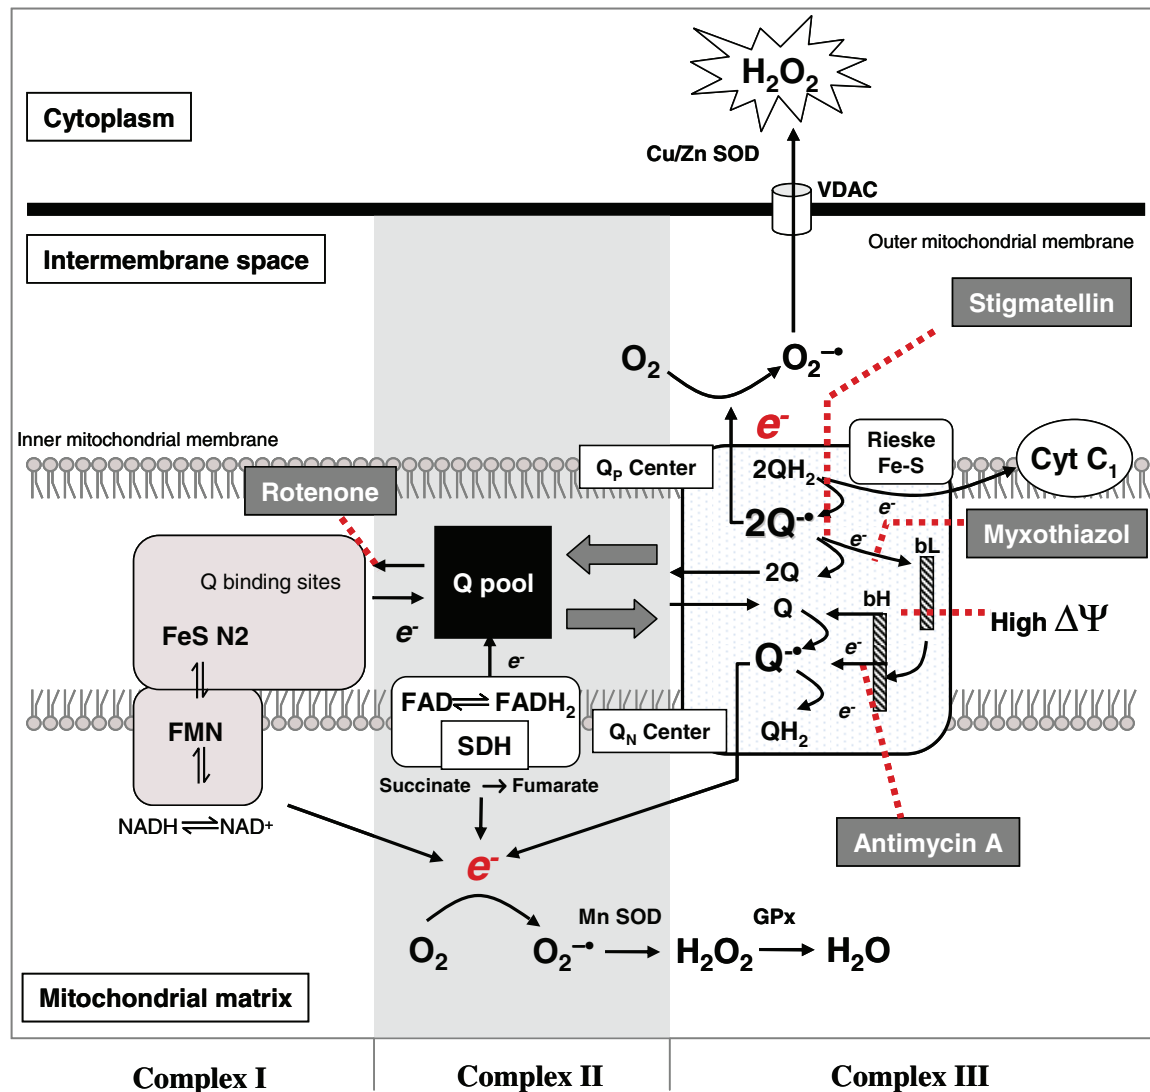 H₂O₂
Cytoplasm
Cu/Zn SOD
VDAC
Outer mitochondrial membrane
Intermembrane space
Stigmatellin
O₂
O₂⁻•
e⁻
Inner mitochondrial membrane
Qₚ Center
2QH₂
Rieske
Fe-S
Cyt C₁
Rotenone
2Q⁻•
e⁻
Myxothiazol
e⁻
bL
Q binding sites
Q pool
2Q
Q
bH
High ΔΨ
e⁻
FeS N2
e⁻
Q⁻•
e⁻
FAD ⇌ FADH₂
e⁻
FMN
SDH
Q_N Center
QH₂
Succinate → Fumarate
NADH ⇌ NAD⁺
Antimycin A
e⁻
Mn SOD
GPx
O₂
O₂⁻•
H₂O₂
H₂O
Mitochondrial matrix
Complex I
Complex II
Complex III